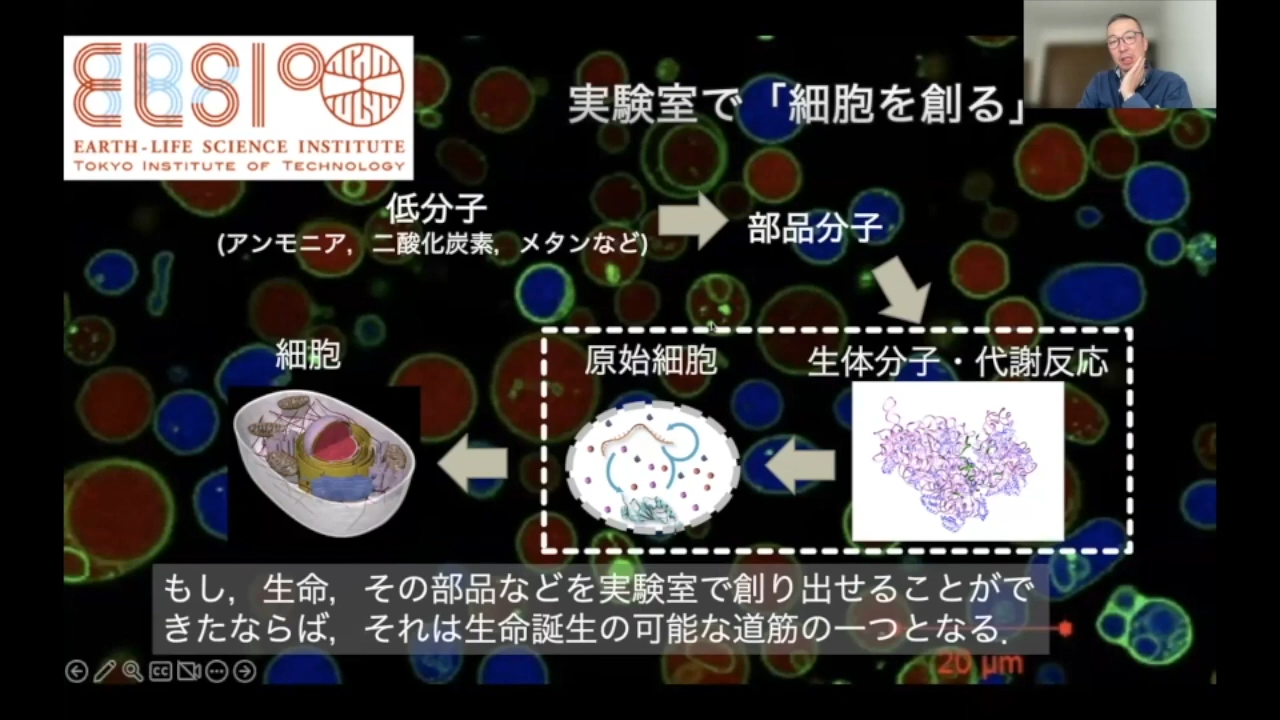 ELSI
EARTH-LIFE SCIENCE INSTITUTE
TOKYO INSTITUTE OF TECHNOLOGY
実験室で「細胞を創る」
低分子
(アンモニア，二酸化炭素，メタンなど)
部品分子
細胞
原始細胞
生体分子・代謝反応
もし，生命，その部品などを実験室で創り出せることがで
きたならば，それは生命誕生の可能な道筋の一つとなる．
CC
20 µm